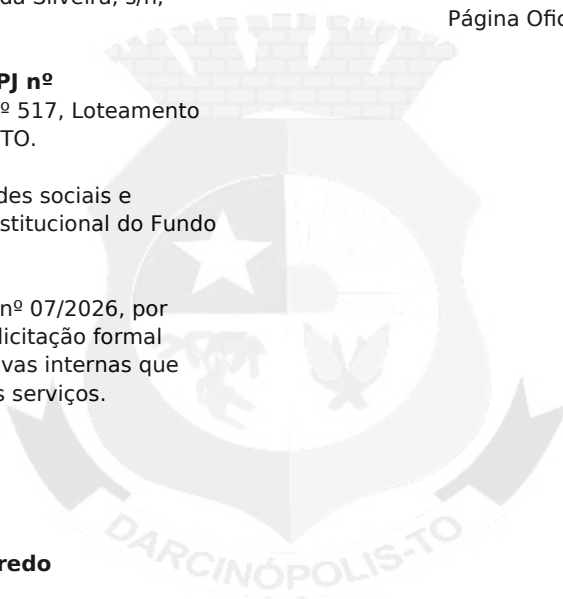 da Silveira, s/n,
Página Ofic
PJ nº
º 517, Loteamento
TO.
des sociais e
stitucional do Fundo
nº 07/2026, por
licitação formal
vas internas que
s serviços.
redo
DARCINÓPOLIS-TO